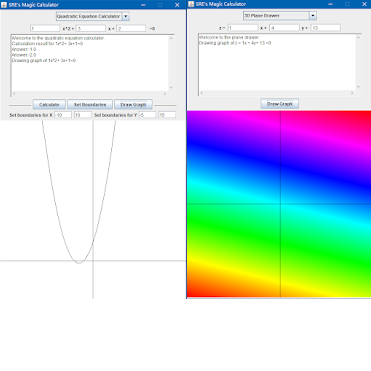 SRE's Magic Calculator
Quadratic Equation Calculator
1 x^2 + 3 x + 2 =0
Welcome to the quadratic equation calculator
Calculation result for 1x^2+ 3x+1=0
Answer:-1.0
Answer:-2.0
Drawing graph of 1x^2+ 3x+1=0
Calculate Set Boundaries Draw Graph
Set boundaries for X -10 10 Set boundaries for Y -5 15
SRE's Magic Calculator
3D Plane Drawer
z = 1 x + 4 y + 13
Welcome to the plane drawer
Drawing graph of z = 1x + 4y+ 13 =0
Draw Graph